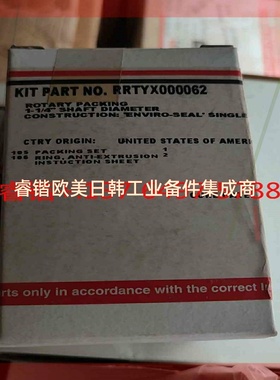 KIT PART NO. RRTYX000062
ROTARY PACKING
1-1/4" SHAFT DIAMETER
CONSTRUCTION: 'ENVIRO-SEAL' SINGLE
CTRY ORIGIN: UNITED STATES OF AMERI
PACKING SET 1
RING, ANTI-EXTRUSION 2
INSTUCTION SHEET
睿锴欧美日韩工业备件集成商
rts only in accordance with the correct I